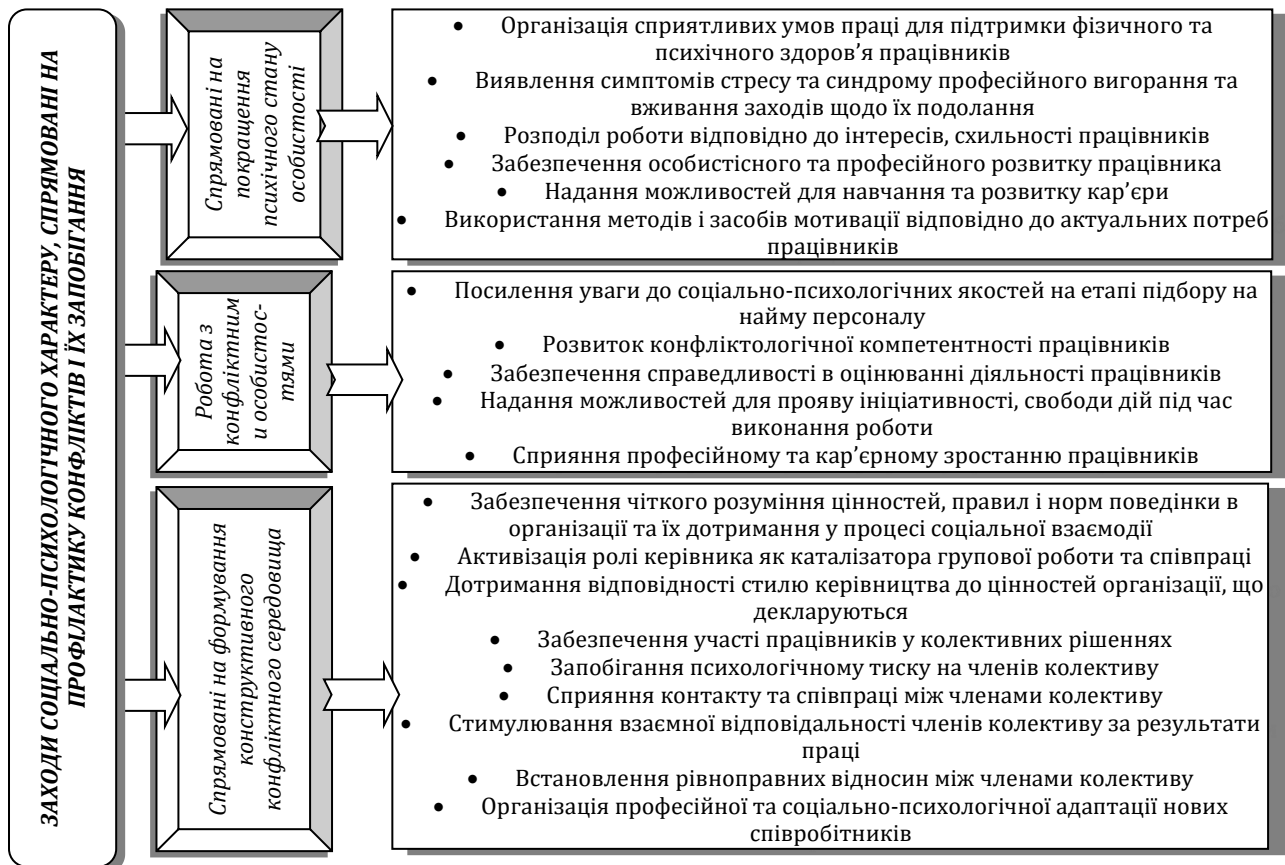 ЗАХОДИ СОЦІАЛЬНО-ПСИХОЛОГІЧНОГО ХАРАКТЕРУ, СПРЯМОВАНІ НА
ПРОФІЛАКТИКУ КОНФЛІКТІВ І ЇХ ЗАПОБІГАННЯ
Спрямовані на
покращення
психічного стану
особистості
• Організація сприятливих умов праці для підтримки фізичного та
психічного здоров’я працівників
• Виявлення симптомів стресу та синдрому професійного вигорання та
вживання заходів щодо їх подолання
• Розподіл роботи відповідно до інтересів, схильності працівників
• Забезпечення особистісного та професійного розвитку працівника
• Надання можливостей для навчання та розвитку кар’єри
• Використання методів і засобів мотивації відповідно до актуальних потреб
працівників
Робота з
конфліктним
и особистос-
тями
• Посилення уваги до соціально-психологічних якостей на етапі підбору на
найму персоналу
• Розвиток конфліктологічної компетентності працівників
• Забезпечення справедливості в оцінюванні діяльності працівників
• Надання можливостей для прояву ініціативності, свободи дій під час
виконання роботи
• Сприяння професійному та кар’єрному зростанню працівників
Спрямовані на формування
конструктивного
конфліктного середовища
• Забезпечення чіткого розуміння цінностей, правил і норм поведінки в
організації та їх дотримання у процесі соціальної взаємодії
• Активізація ролі керівника як каталізатора групової роботи та співпраці
• Дотримання відповідності стилю керівництва до цінностей організації, що
декларуються
• Забезпечення участі працівників у колективних рішеннях
• Запобігання психологічному тиску на членів колективу
• Сприяння контакту та співпраці між членами колективу
• Стимулювання взаємної відповідальності членів колективу за результати
праці
• Встановлення рівноправних відносин між членами колективу
• Організація професійної та соціально-психологічної адаптації нових
співробітників